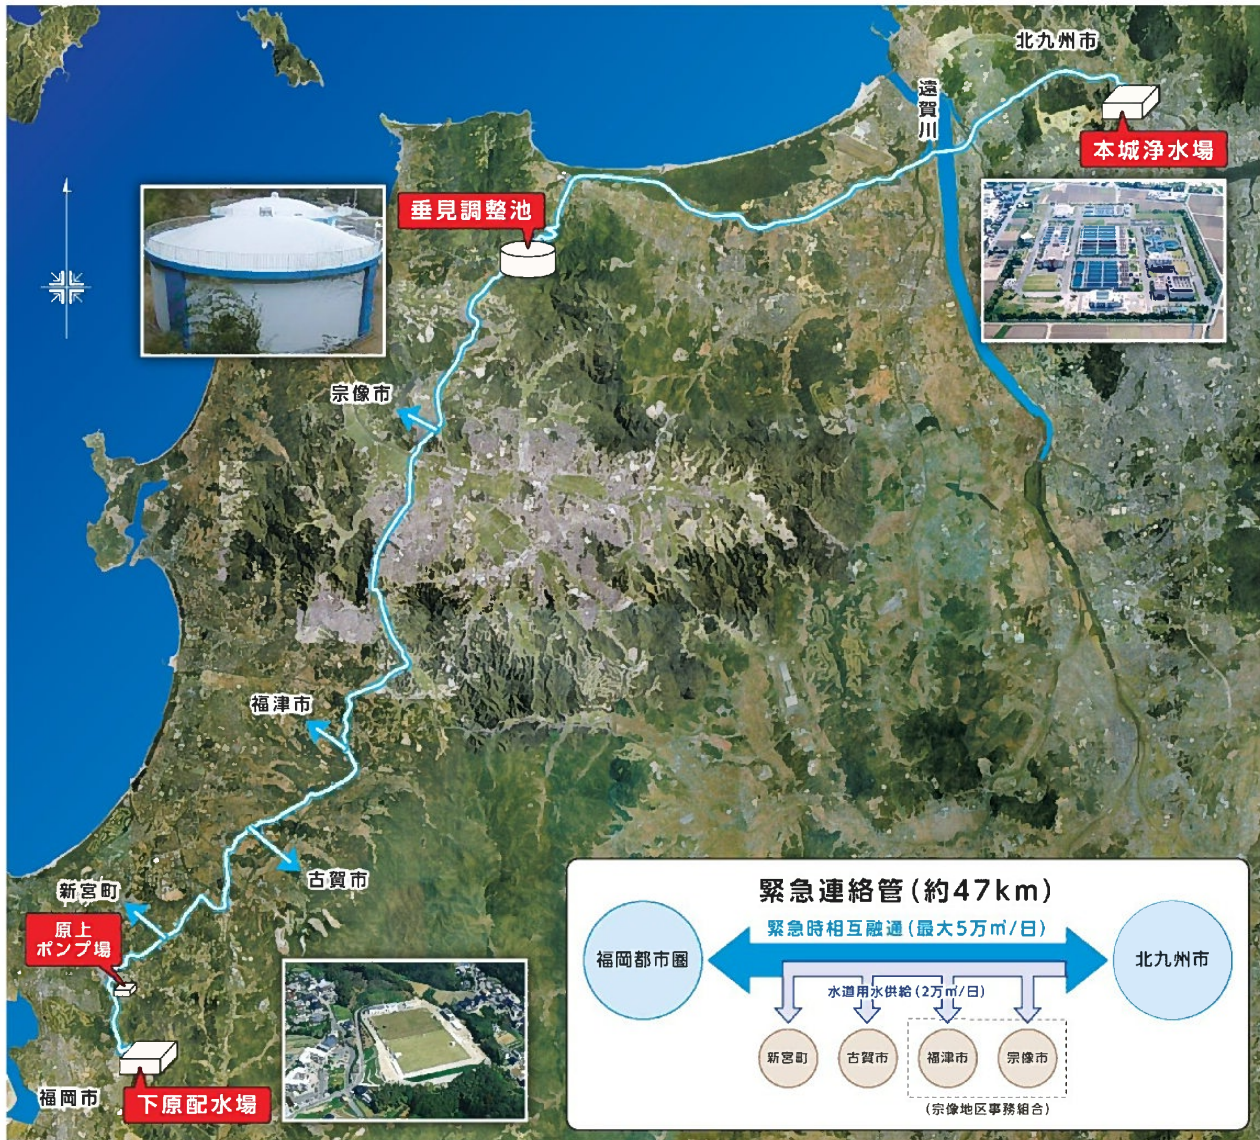 北九州市
遠賀川
本城浄水場
垂見調整池
宗像市
福津市
古賀市
新宮町
原上
ポンプ場
福岡市
下原配水場
緊急連絡管(約47km)
緊急時相互融通(最大5万㎥/日)
福岡都市圏
北九州市
水道用水供給(2万㎥/日)
新宮町
古賀市
福津市
宗像市
(宗像地区事務組合)